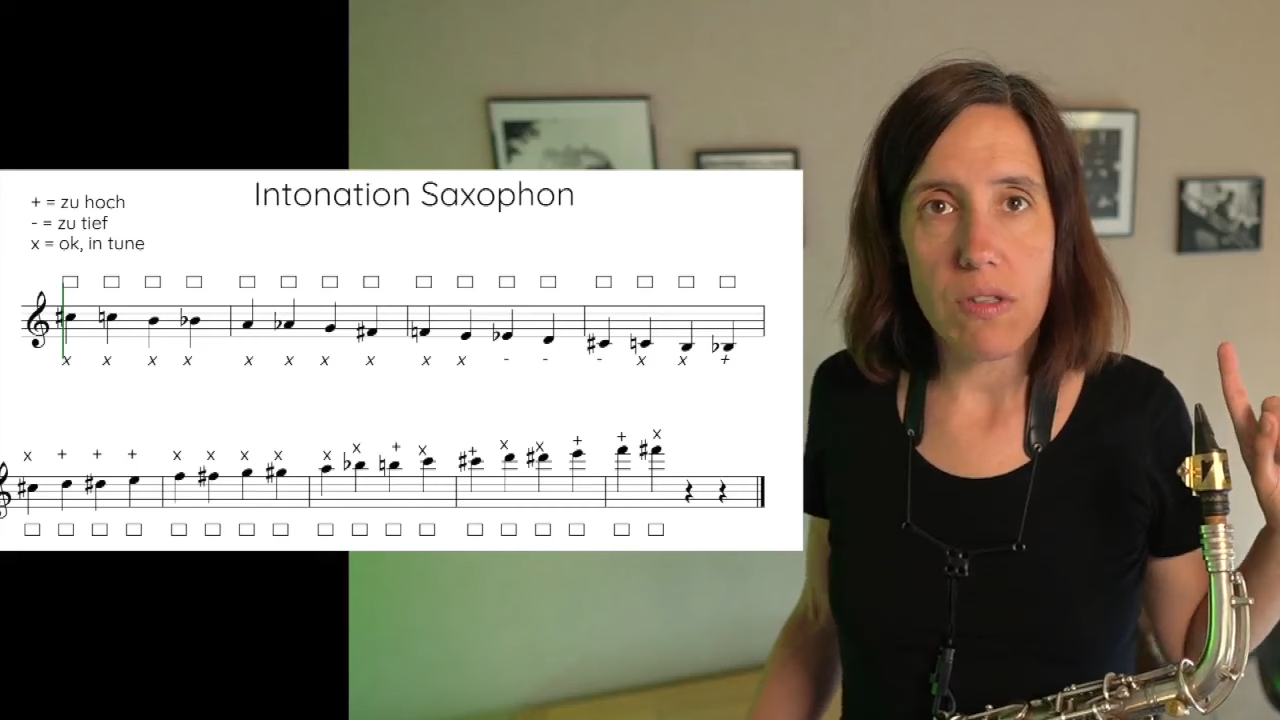 Intonation Saxophon
+ = zu hoch
- = zu tief
x = ok, in tune
x x x x x x x x x x - - - x x +
x + + + x x x x x x + x + x x + + x